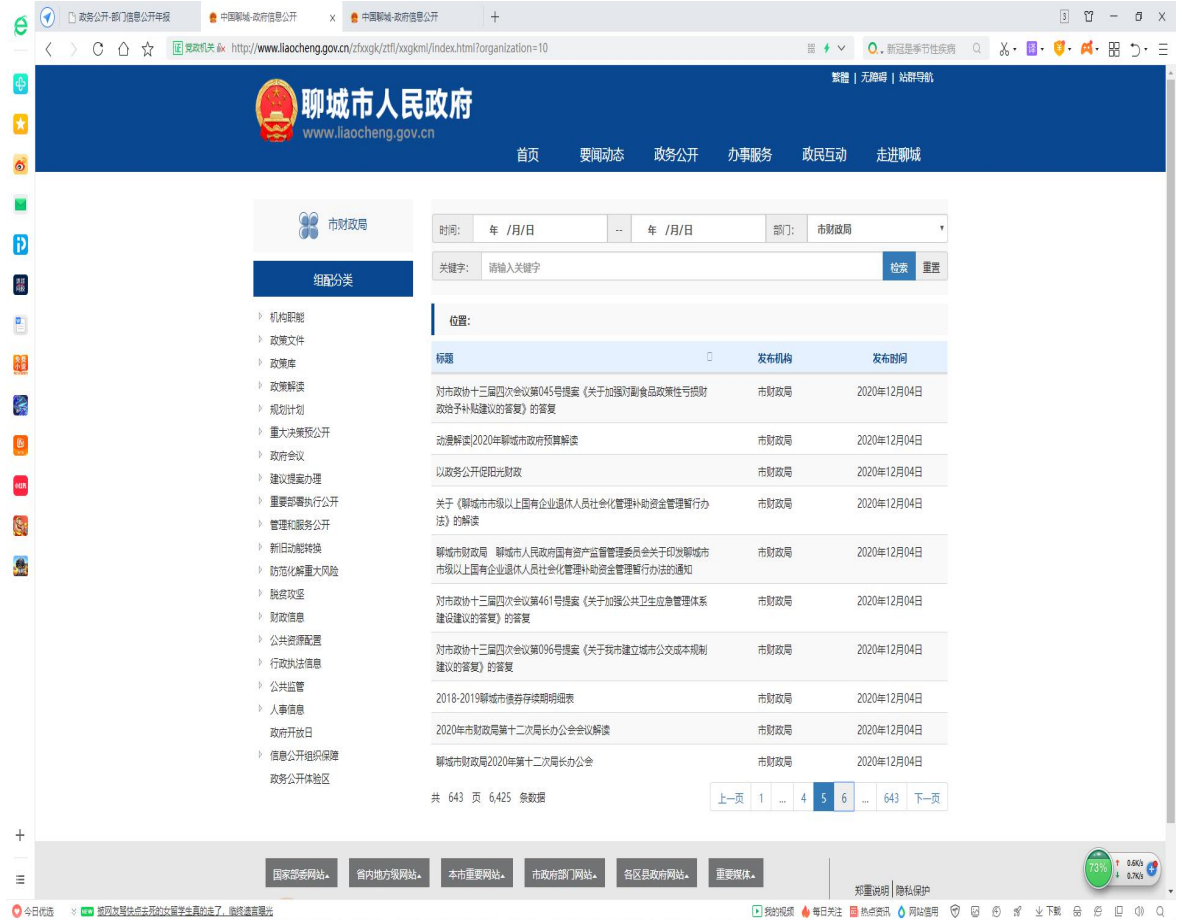 政务公开-部门信息公开年报
中国聊城-政府信息公开
中国聊城-政府信息公开
证 党政机关
http://www.liaocheng.gov.cn/zfxxgk/ztfl/xxgkml/index.html?organization=10
新冠是季节性疾病
繁體 | 无障碍 | 站群导航
聊城市人民政府
www.liaocheng.gov.cn
首页 要闻动态 政务公开 办事服务 政民互动 走进聊城
市财政局
组配分类
机构职能
政策文件
政策库
政策解读
规划计划
重大决策预公开
政府会议
建议提案办理
重要部署执行公开
管理和服务公开
新旧动能转换
防范化解重大风险
脱贫攻坚
财政信息
公共资源配置
行政执法信息
公共监管
人事信息
政府开放日
信息公开组织保障
政务公开体验区
时间: 年 /月/日 -- 年 /月/日 部门: 市财政局
关键字: 请输入关键字 检索 重置
位置:
标题 发布机构 发布时间
对市政协十三届四次会议第045号提案《关于加强对副食品政策性亏损财 市财政局 2020年12月04日
政给予补贴建议的答复》的答复
动漫解读|2020年聊城市政府预算解读 市财政局 2020年12月04日
以政务公开促阳光财政 市财政局 2020年12月04日
关于《聊城市市级以上国有企业退休人员社会化管理补助资金管理暂行办 市财政局 2020年12月04日
法》的解读
聊城市财政局 聊城市人民政府国有资产监督管理委员会关于印发聊城市 市财政局 2020年12月04日
市级以上国有企业退休人员社会化管理补助资金管理暂行办法的通知
对市政协十三届四次会议第461号提案《关于加强公共卫生应急管理体系 市财政局 2020年12月04日
建设建议的答复》的答复
对市政协十三届四次会议第096号提案《关于我市建立城市公交成本规制 市财政局 2020年12月04日
建议的答复》的答复
2018-2019聊城市债券存续期明细表 市财政局 2020年12月04日
2020年市财政局第十二次局长办公会会议解读 市财政局 2020年12月04日
聊城市财政局2020年第十二次局长办公会 市财政局 2020年12月04日
共 643 页 6,425 条数据
上一页 1 ... 4 5 6 ... 643 下一页
国家部委网站 省内地方级网站 本市重要网站 市政府部门网站 各区县政府网站 重要媒体
郑重说明 | 隐私保护
73% 0.6K/s
0.7K/s
今日优选 被网友骂快点去死的女留学生真的走了，临终遗言曝光
我的视频 每日关注 热点资讯 网站信用 下载